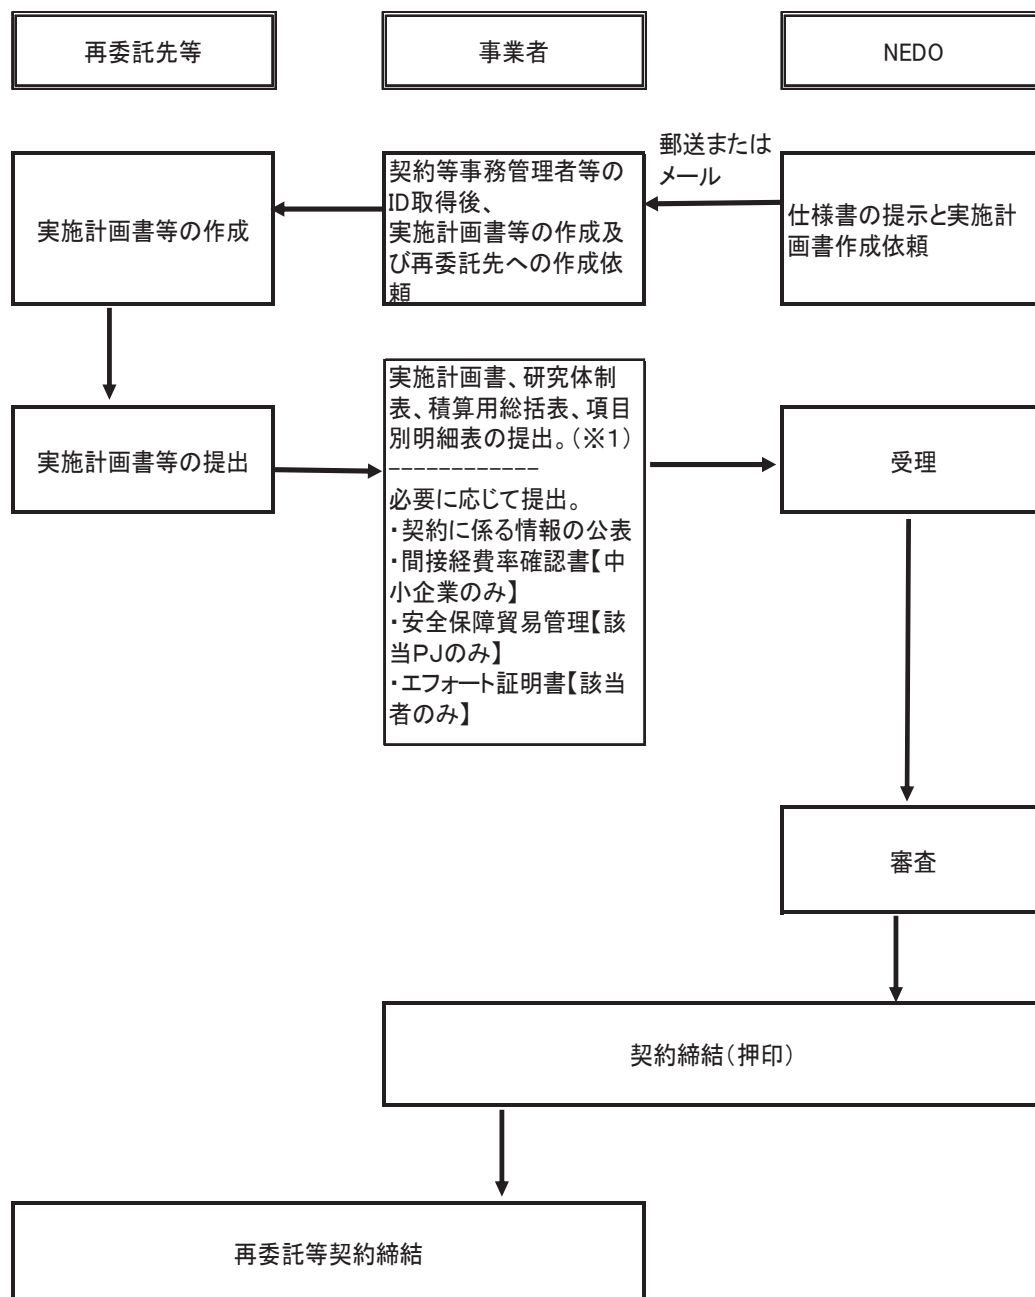 再委託先等
事業者
NEDO
郵送または
メール
実施計画書等の作成
契約等事務管理者等の
ID取得後、
実施計画書等の作成及
び再委託先への作成依
頼
仕様書の提示と実施計
画書作成依頼
実施計画書等の提出
実施計画書、研究体制
表、積算用総括表、項目
別明細表の提出。(※1)
------------
必要に応じて提出。
・契約に係る情報の公表
・間接経費率確認書【中
小企業のみ】
・安全保障貿易管理【該
当PJのみ】
・エフォート証明書【該当
者のみ】
受理
審査
契約締結(押印)
再委託等契約締結